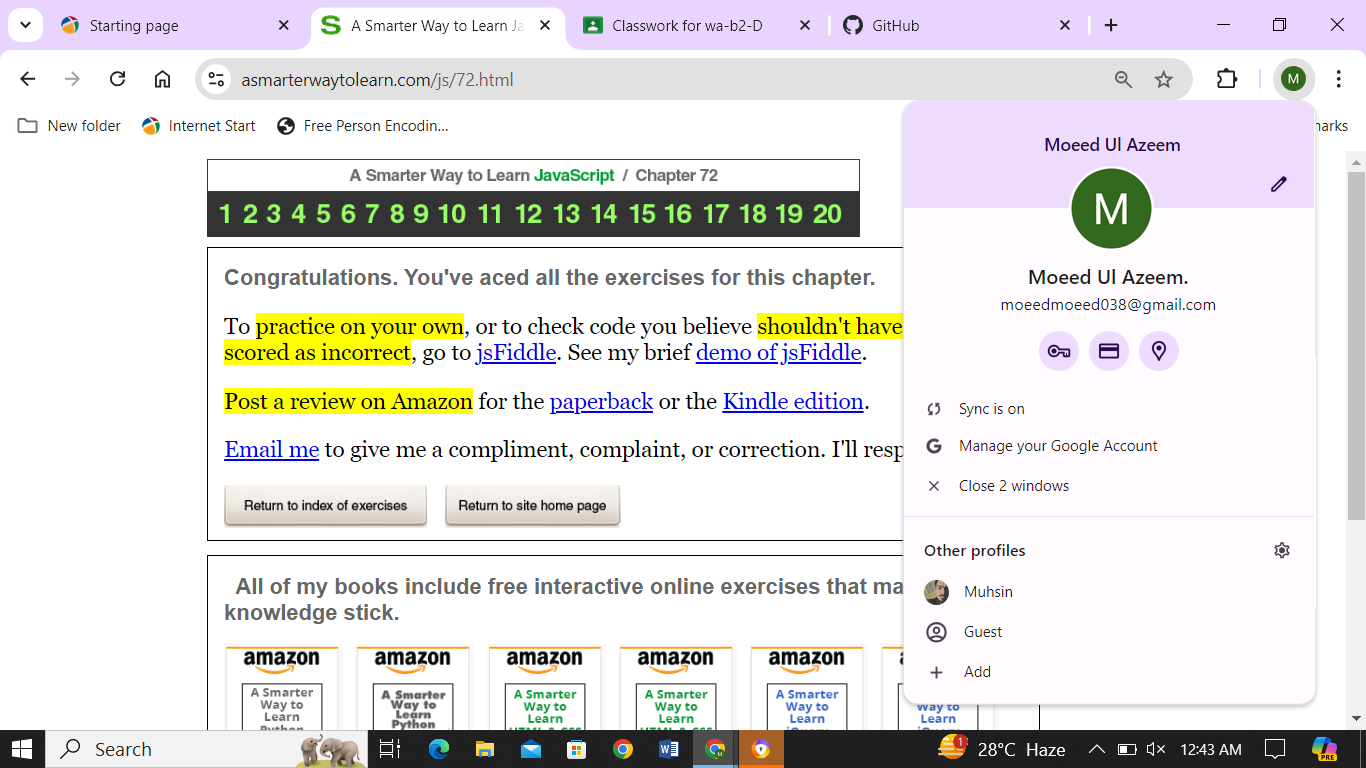 Starting page
A Smarter Way to Learn Ja
Classwork for wa-b2-D
GitHub
asmarterwaytolearn.com/js/72.html
M
New folder
Internet Start
Free Person Encodin...
marks
A Smarter Way to Learn JavaScript / Chapter 72
1 2 3 4 5 6 7 8 9 10 11 12 13 14 15 16 17 18 19 20
Congratulations. You've aced all the exercises for this chapter.
To practice on your own, or to check code you believe shouldn't have
scored as incorrect, go to jsFiddle. See my brief demo of jsFiddle.
Post a review on Amazon for the paperback or the Kindle edition.
Email me to give me a compliment, complaint, or correction. I'll resp
Return to index of exercises
Return to site home page
All of my books include free interactive online exercises that ma
knowledge stick.
amazon
A Smarter
Way to
Learn
Python
amazon
A Smarter
Way to
Learn
Python
amazon
A Smarter
Way to
Learn
HTML & CSS
amazon
A Smarter
Way to
Learn
HTML & CSS
amazon
A Smarter
Way to
Learn
jQuery
Way to
Learn
jQuery
Moeed Ul Azeem
M
Moeed Ul Azeem.
moeedmoeed038@gmail.com
Sync is on
Manage your Google Account
Close 2 windows
Other profiles
Muhsin
Guest
Add
Search
1
28°C Haze
12:43 AM
PRE